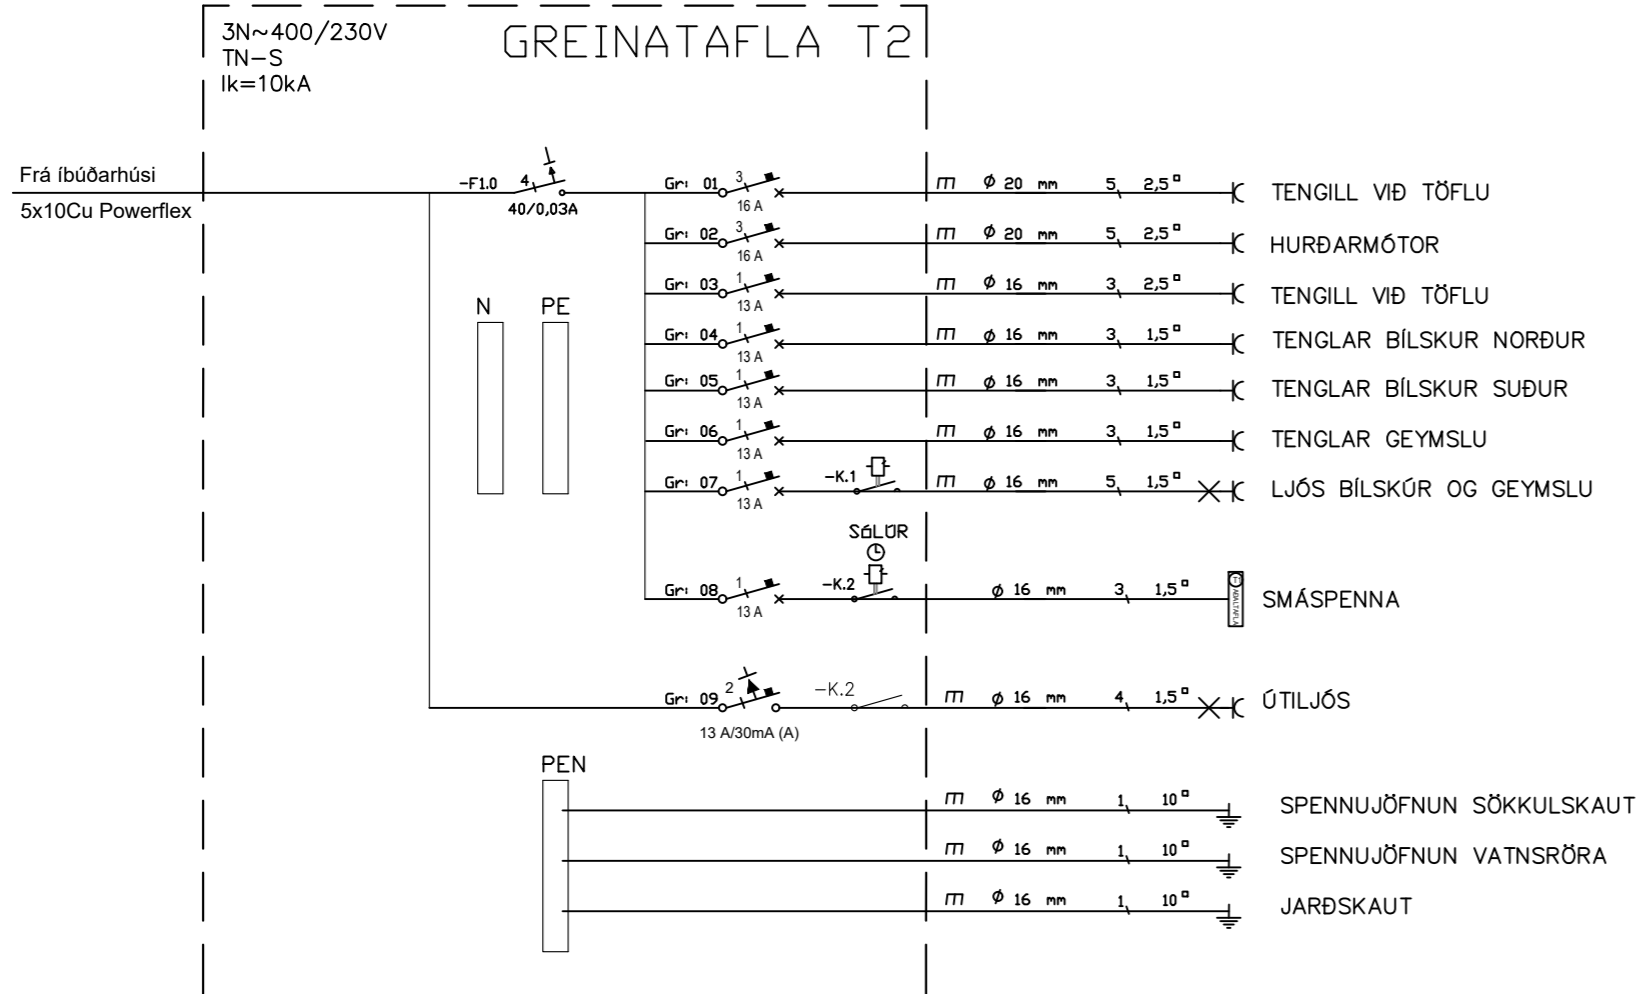 3N~400/230V
TN-S
Ik=10kA
GREINATAFLA T2
Frá íbúðarhúsi
5x10Cu Powerflex
-F1.0 4
40/0,03A
Gr: 01 3 16 A m ϕ 20 mm 5 2,5▫ TENGILL VIÐ TÖFLU
Gr: 02 3 16 A m ϕ 20 mm 5 2,5▫ HURÐARMÓTOR
Gr: 03 1 13 A m ϕ 16 mm 3 2,5▫ TENGILL VIÐ TÖFLU
Gr: 04 1 13 A m ϕ 16 mm 3 1,5▫ TENGLAR BÍLSKUR NORÐUR
Gr: 05 1 13 A m ϕ 16 mm 3 1,5▫ TENGLAR BÍLSKUR SUÐUR
Gr: 06 1 13 A m ϕ 16 mm 3 1,5▫ TENGLAR GEYMSLU
Gr: 07 1 13 A -K.1 m ϕ 16 mm 5 1,5▫ LJÓS BÍLSKÚR OG GEYMSLU
N
PE
SÓLÚR
Gr: 08 1 13 A -K.2 ϕ 16 mm 3 1,5▫ T1 AÐALTAFLA SMÁSPENNA
Gr: 09 2 -K.2 m ϕ 16 mm 4 1,5▫ ÚTILJÓS
13 A/30mA (A)
PEN
m ϕ 16 mm 1 10▫ SPENNUJÖFNUN SÖKKULSKAUT
m ϕ 16 mm 1 10▫ SPENNUJÖFNUN VATNSRÖRA
m ϕ 16 mm 1 10▫ JARÐSKAUT